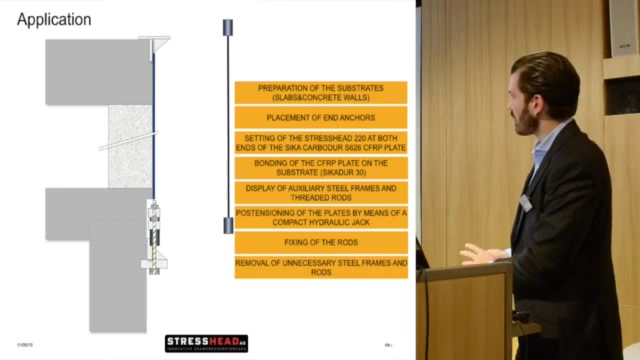 Application
PREPARATION OF THE SUBSTRATES
(SLABS&CONCRETE WALLS)
PLACEMENT OF END ANCHORS
SETTING OF THE STRESSHEAD 220 AT BOTH
ENDS OF THE SIKA CARBODUR S626 CFRP PLATE
BONDING OF THE CFRP PLATE ON THE
SUBSTRATE (SIKADUR 30)
DISPLAY OF AUXILIARY STEEL FRAMES AND
THREADED RODS
POSTENSIONING OF THE PLATES BY MEANS OF A
COMPACT HYDRAULIC JACK
FIXING OF THE RODS
REMOVAL OF UNNECESSARY STEEL FRAMES AND
RODS
STRESSHEAD AG